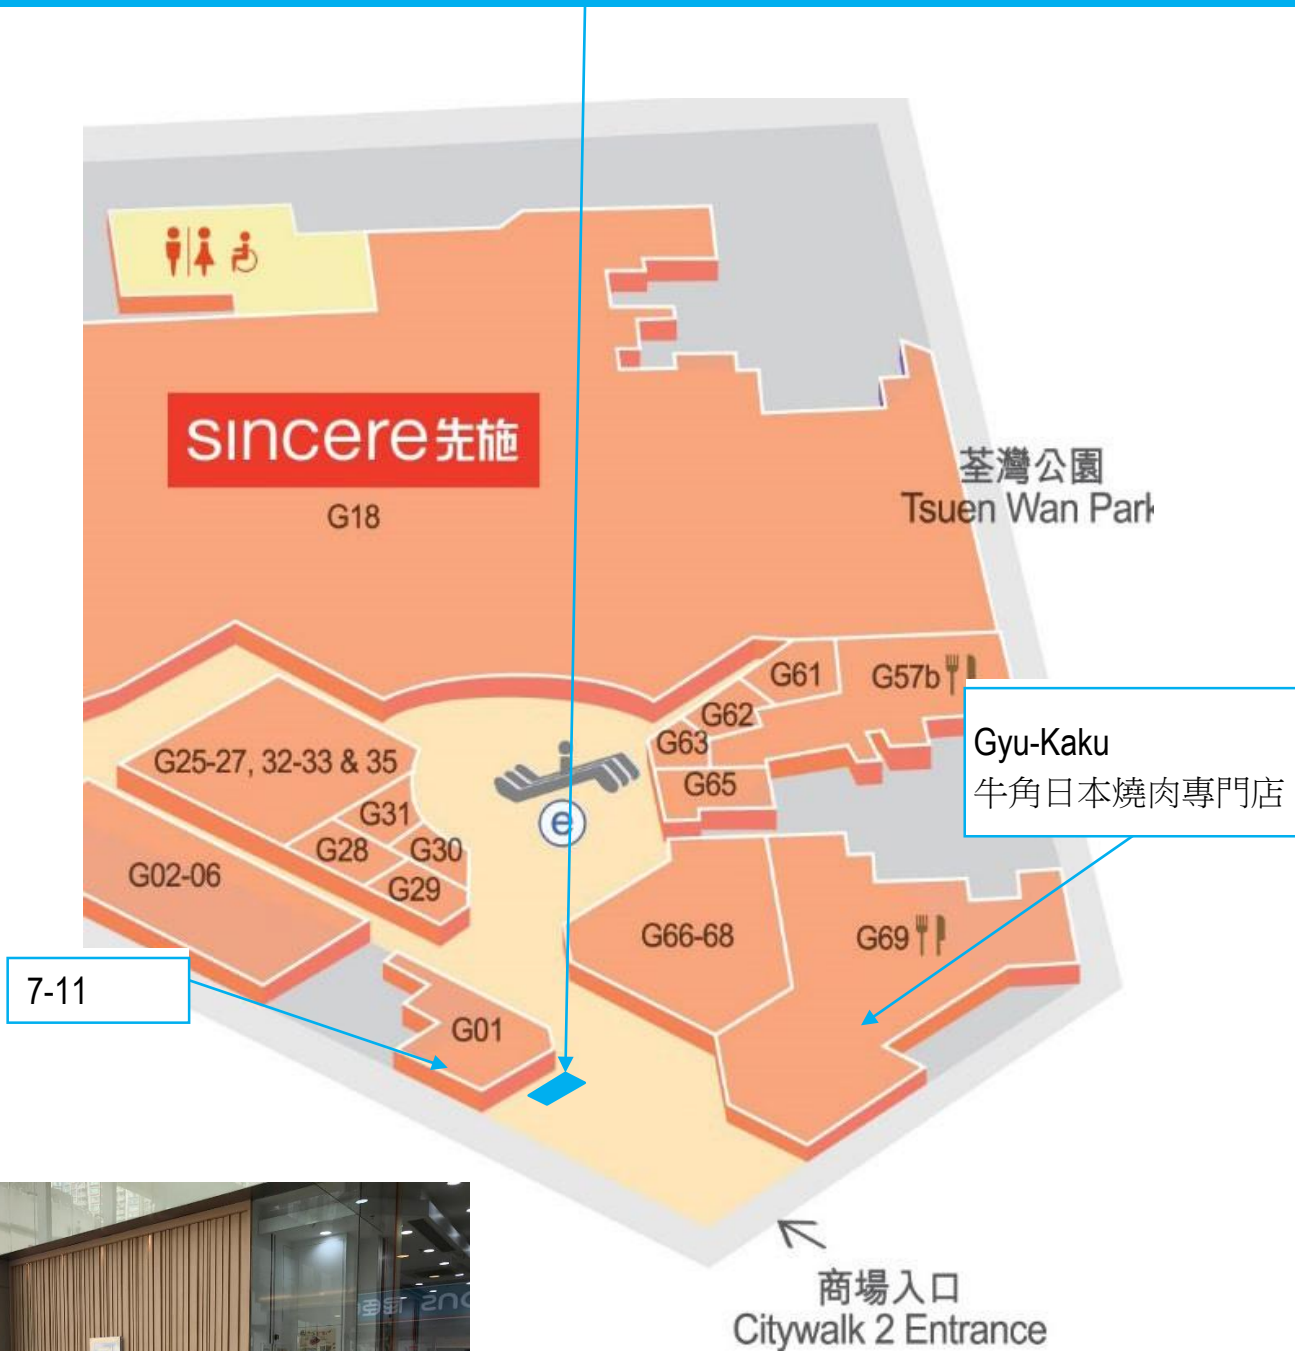 sincere先施
G18
荃灣公園
Tsuen Wan Park
G61
G57b
G62
G63
G65
Gyu-Kaku
牛角日本燒肉專門店
G25-27, 32-33 & 35
G31
G28
G30
G29
e
G02-06
G66-68
G69
7-11
G01
商場入口
Citywalk 2 Entrance